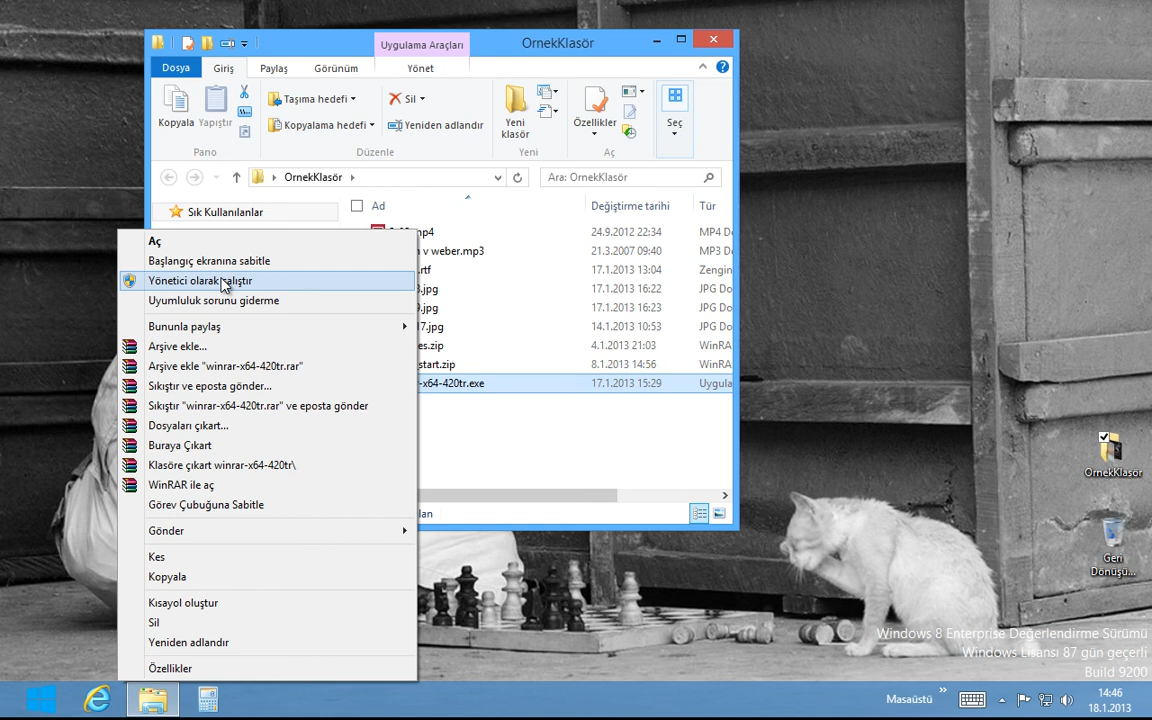 Uygulama Araçları
OrnekKlasör
Dosya
Giriş
Paylaş
Görünüm
Yönet
Kopyala
Yapıştır
Taşıma hedefi
Kopyalama hedefi
Sil
Yeniden adlandır
Yeni
klasör
Özellikler
Seç
Pano
Düzenle
Yeni
Aç
OrnekKlasör
Ara: OrnekKlasör
Sık Kullanılanlar
Ad
Değiştirme tarihi
Tür
mp4 24.9.2012 22:34 MP4 D
v weber.mp3 21.3.2007 09:40 MP3 D
.rtf 17.1.2013 13:04 Zengin
.jpg 17.1.2013 16:22 JPG Do
.jpg 17.1.2013 16:23 JPG Do
17.jpg 14.1.2013 10:53 JPG Do
es.zip 4.1.2013 21:03 WinRA
start.zip 8.1.2013 14:56 WinRA
-x64-420tr.exe 17.1.2013 15:29 Uygula
lan
Aç
Başlangıç ekranına sabitle
Yönetici olarak çalıştır
Uyumluluk sorunu giderme
Bununla paylaş
Arşive ekle...
Arşive ekle "winrar-x64-420tr.rar"
Sıkıştır ve eposta gönder...
Sıkıştır "winrar-x64-420tr.rar" ve eposta gönder
Dosyaları çıkart...
Buraya Çıkart
Klasöre çıkart winrar-x64-420tr\
WinRAR ile aç
Görev Çubuğuna Sabitle
Gönder
Kes
Kopyala
Kısayol oluştur
Sil
Yeniden adlandır
Özellikler
OrnekKlasör
Geri
Dönüşü...
Windows 8 Enterprise Değerlendirme Sürümü
Windows Lisansı 87 gün geçerli
Build 9200
Masaüstü
14:46
18.1.2013